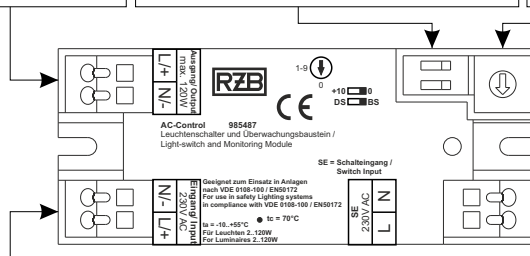 L/+
N/-
Ausgang/ Output
max. 120W
RZB
1-9
0
+10 0
DS BS
CE
AC-Control 985487
Leuchtenschalter und Überwachungsbaustein /
Light-switch and Monitoring Module
SE = Schalteingang /
Switch Input
N/-
L/+
Eingang/ Input
230V AC
Geeignet zum Einsatz in Anlagen
nach VDE 0108-100 / EN50172
For use in safety Lighting systems
in compliance with VDE 0108-100 / EN50172
tc = 70°C
ta = -10..+55°C
Für Leuchten 2..120W
For Luminaires 2..120W
SE
230V AC
N
L